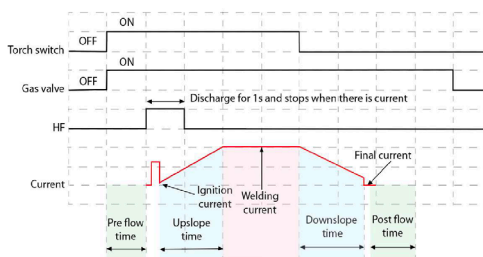 ON
OFF
Torch switch
ON
OFF
Gas valve
Discharge for 1s and stops when there is current
HF
Final current
Current
Ignition
current
Welding
current
Pre flow
time
Upslope
time
Downslope
time
Post flow
time